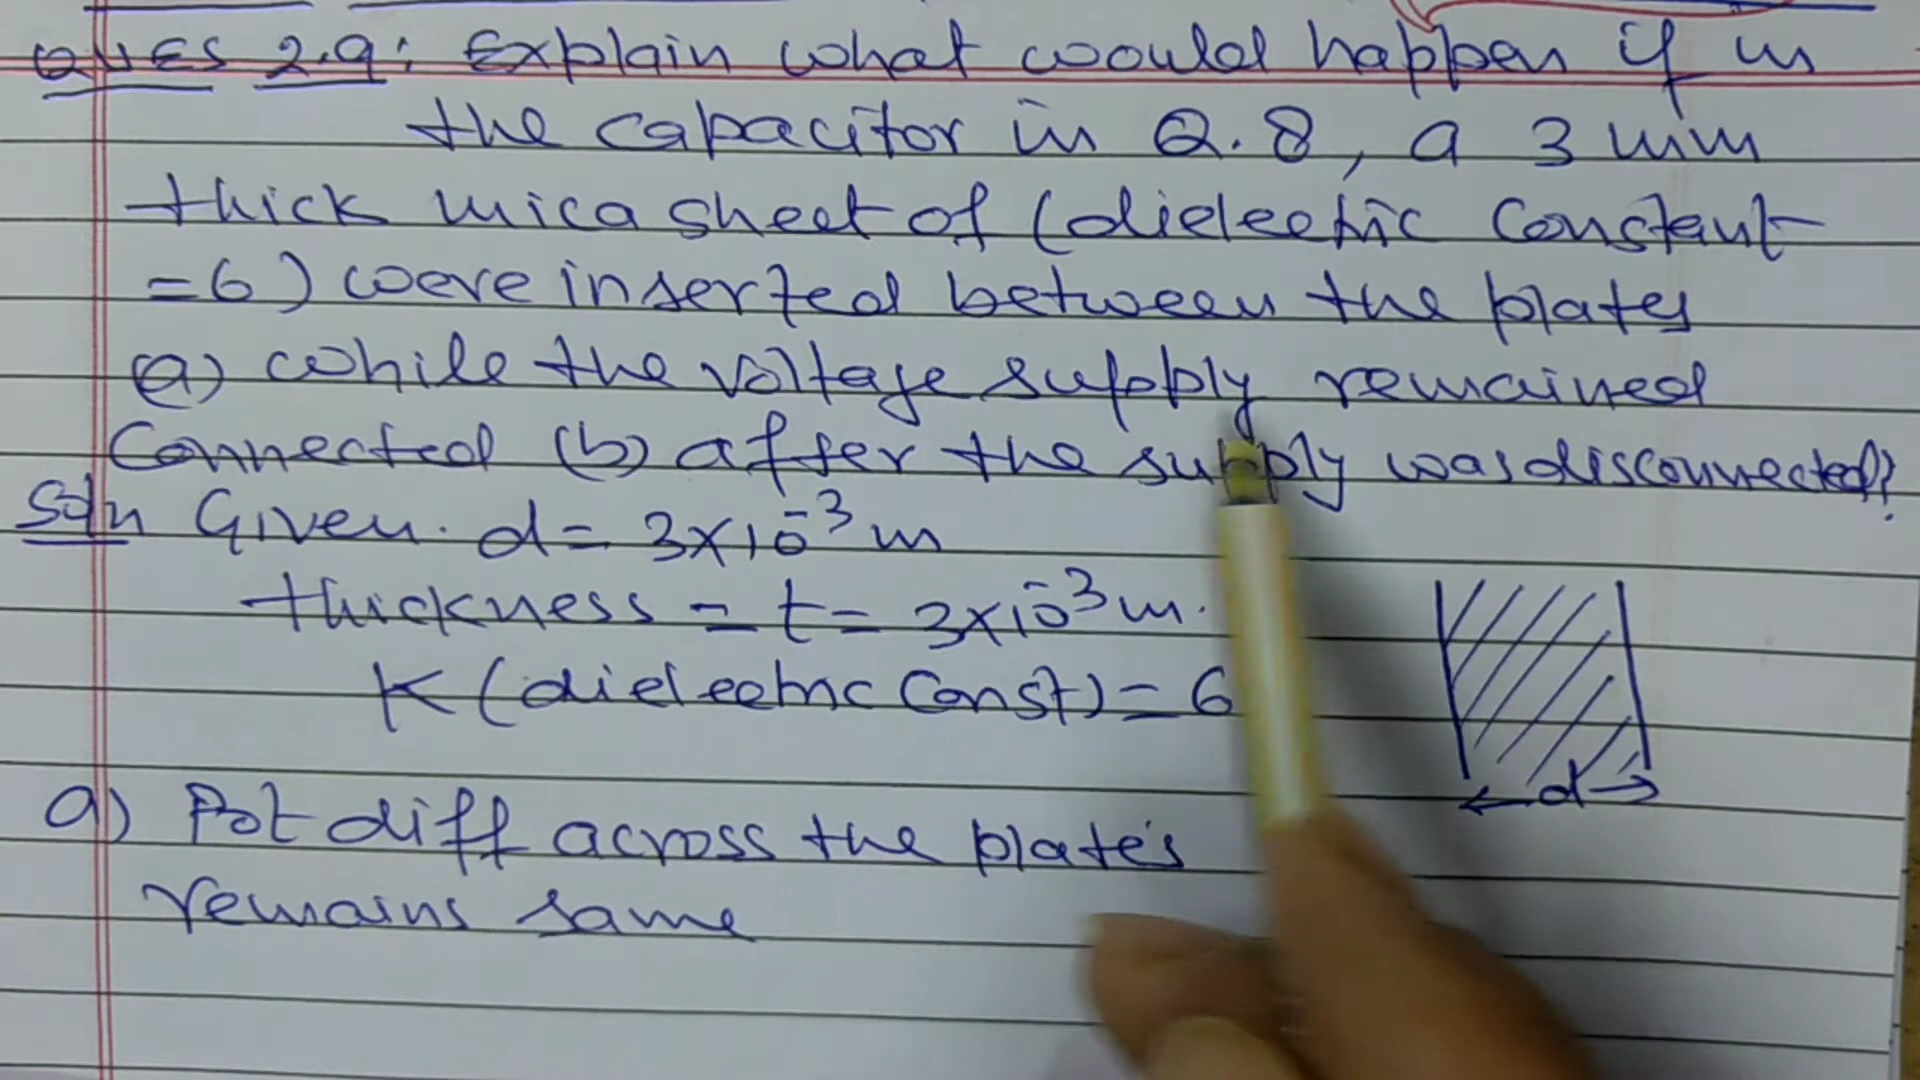 QUES 2.9: Explain what would happen if in
the capacitor in Q.8, a 3 mm
thick mica sheet of (dielectric constant
=6) were inserted between the plates
(a) while the voltage supply remained
connected (b) after the supply was disconnected?
Soln Given. d = 3×10⁻³ m
thickness = t = 3×10⁻³ m.
K (dielectric Const) = 6
a) Pot diff across the plates
remains same
←d→